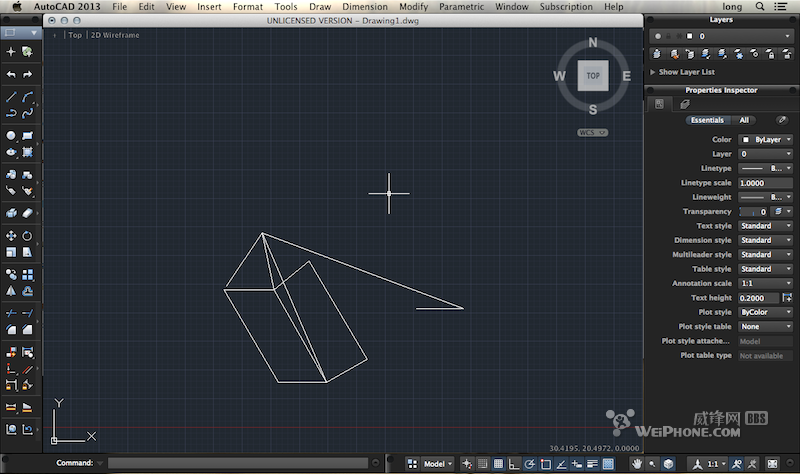 AutoCAD 2013 File Edit View Insert Format Tools Draw Dimension Modify Parametric Window Subscription Help long
UNLICENSED VERSION - Drawing1.dwg
+ Top 2D Wireframe
N
W TOP E
S
WCS
Y
X
30.4195, 20.4972, 0.0000
Command:
Model
1:1
Layers
0
Show Layer List
Properties Inspector
Essentials All
Color ByLayer
Layer 0
Linetype B...
Linetype scale 1.0000
Lineweight B...
Transparency 0
Text style Standard
Dimension style Standard
Multileader style Standard
Table style Standard
Annotation scale 1:1
Text height 0.2000
Plot style ByColor
Plot style table None
Plot style attache... Model
Plot table type Not available
威锋网 BBS
WEIPHONE.COM